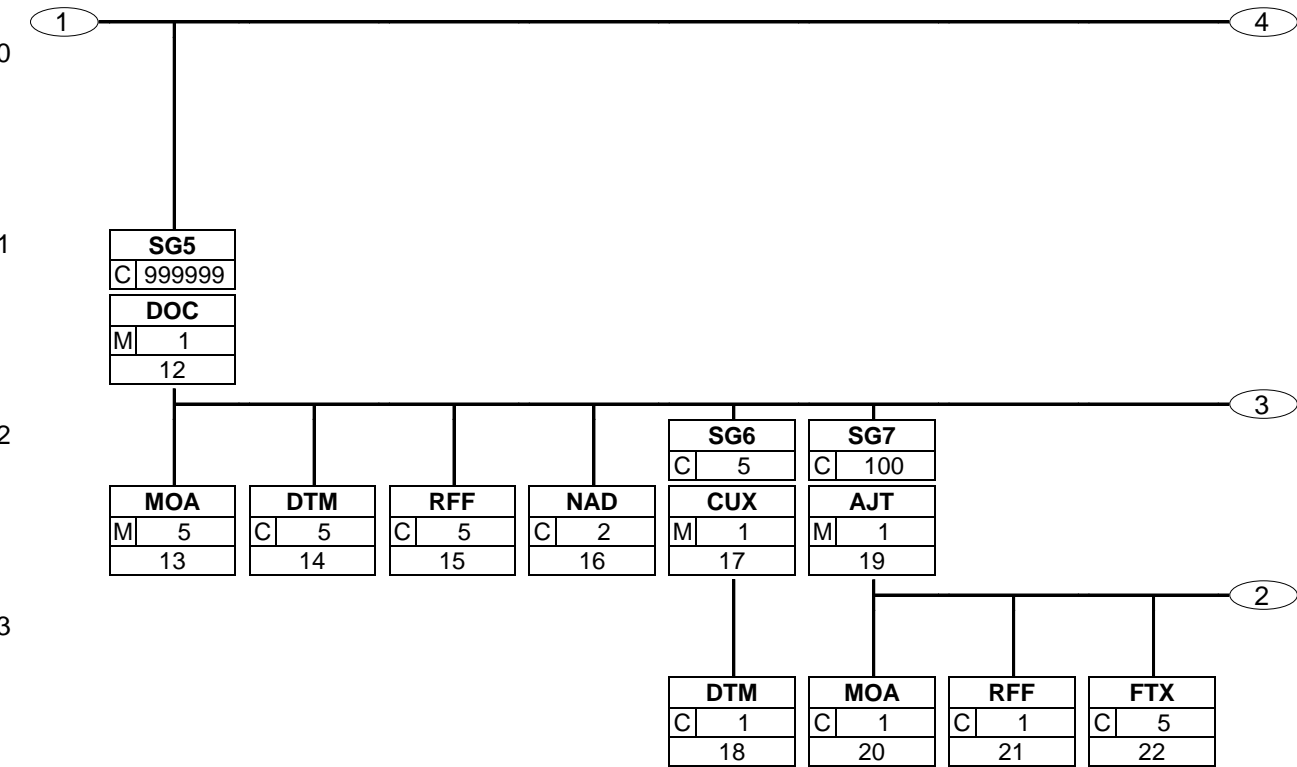 1 4
0
1
SG5
C 999999
DOC
M 1
12
3
2
SG6 SG7
C 5 C 100
MOA DTM RFF NAD CUX AJT
M 5 C 5 C 5 C 2 M 1 M 1
13 14 15 16 17 19
2
3
DTM MOA RFF FTX
C 1 C 1 C 1 C 5
18 20 21 22